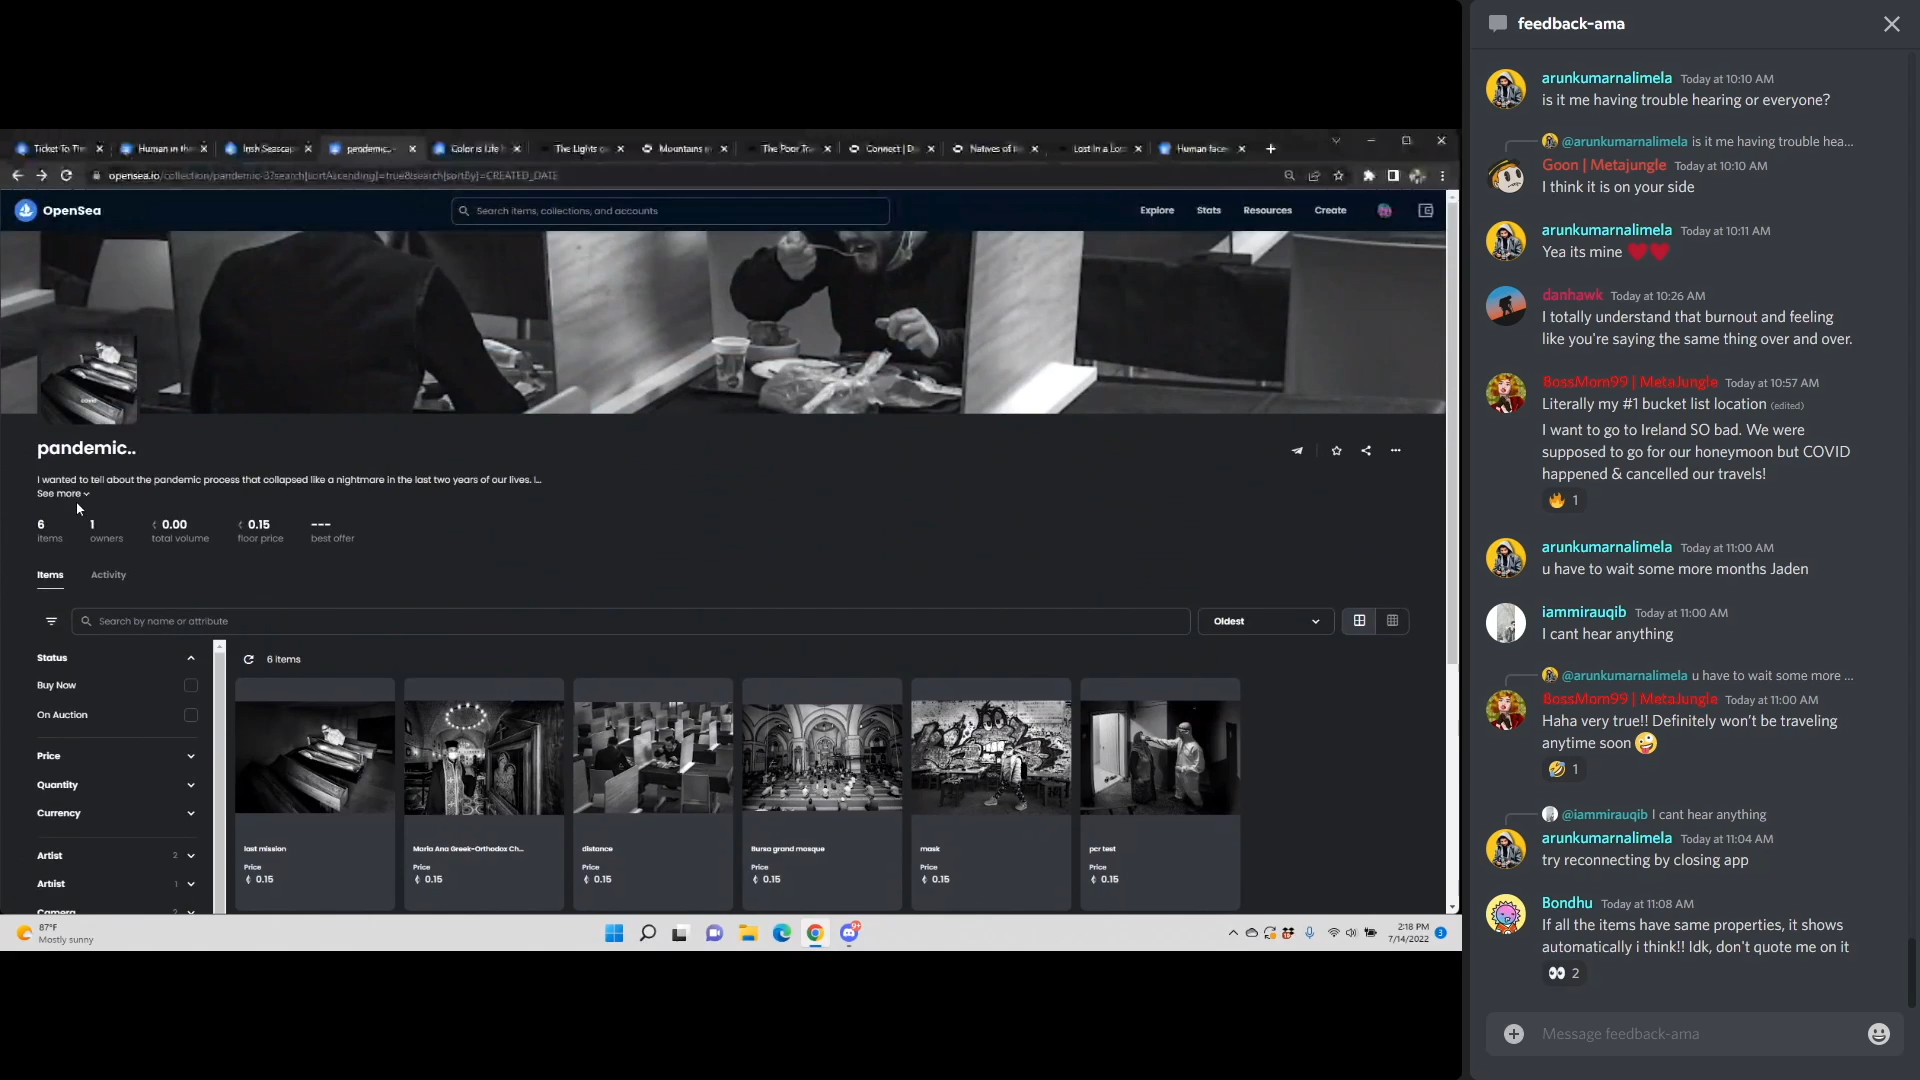 Ticket To The
Human in the
Irish Seascap
pandemic..
Color is Life
The Lights o
Mountains
The Poor Tra
Connect | D
Natives of
Lost In a Lo
Human face
opensea.io/collection/pandemic-3?search[sortAscending]=true&search[sortBy]=CREATED_DATE
OpenSea
Search items, collections, and accounts
Explore Stats Resources Create
covid
pandemic..
I wanted to tell about the pandemic process that collapsed like a nightmare in the last two years of our lives. I...
See more
6 1 0.00 0.15 ---
items owners total volume floor price best offer
Items Activity
Search by name or attribute
Oldest
Status
Buy Now
On Auction
Price
Quantity
Currency
Artist 2
Artist 1
Camera 2
6 items
last mission
Price
0.15
Maria Ana Greek-Orthodox Ch...
Price
0.15
distance
Price
0.15
Bursa grand mosque
Price
0.15
mask
Price
0.15
pcr test
Price
0.15
87°F
Mostly sunny
9+
2:18 PM
7/14/2022
3
feedback-ama
arunkumarnalimela Today at 10:10 AM
is it me having trouble hearing or everyone?
@arunkumarnalimela is it me having trouble hea...
Goon | Metajungle Today at 10:10 AM
I think it is on your side
arunkumarnalimela Today at 10:11 AM
Yea its mine ♥♥
danhawk Today at 10:26 AM
I totally understand that burnout and feeling
like you're saying the same thing over and over.
BossMom99 | MetaJungle Today at 10:57 AM
Literally my #1 bucket list location (edited)
I want to go to Ireland SO bad. We were
supposed to go for our honeymoon but COVID
happened & cancelled our travels!
🔥 1
arunkumarnalimela Today at 11:00 AM
u have to wait some more months Jaden
iammirauqib Today at 11:00 AM
I cant hear anything
@arunkumarnalimela u have to wait some more ...
BossMom99 | MetaJungle Today at 11:00 AM
Haha very true!! Definitely won't be traveling
anytime soon 🤪
🤣 1
@iammirauqib I cant hear anything
arunkumarnalimela Today at 11:04 AM
try reconnecting by closing app
Bondhu Today at 11:08 AM
If all the items have same properties, it shows
automatically i think!! Idk, don't quote me on it
👀 2
Message feedback-ama